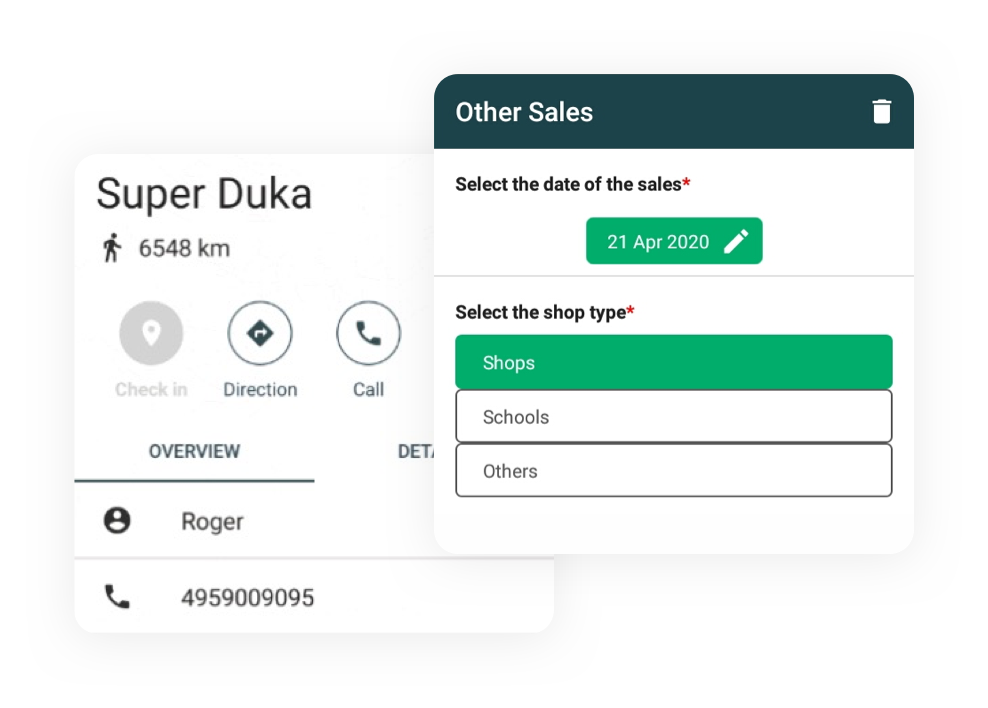 Super Duka
6548 km
Check in
Direction
Call
OVERVIEW
Roger
4959009095
Other Sales
Select the date of the sales*
21 Apr 2020
Select the shop type*
Shops
Schools
Others